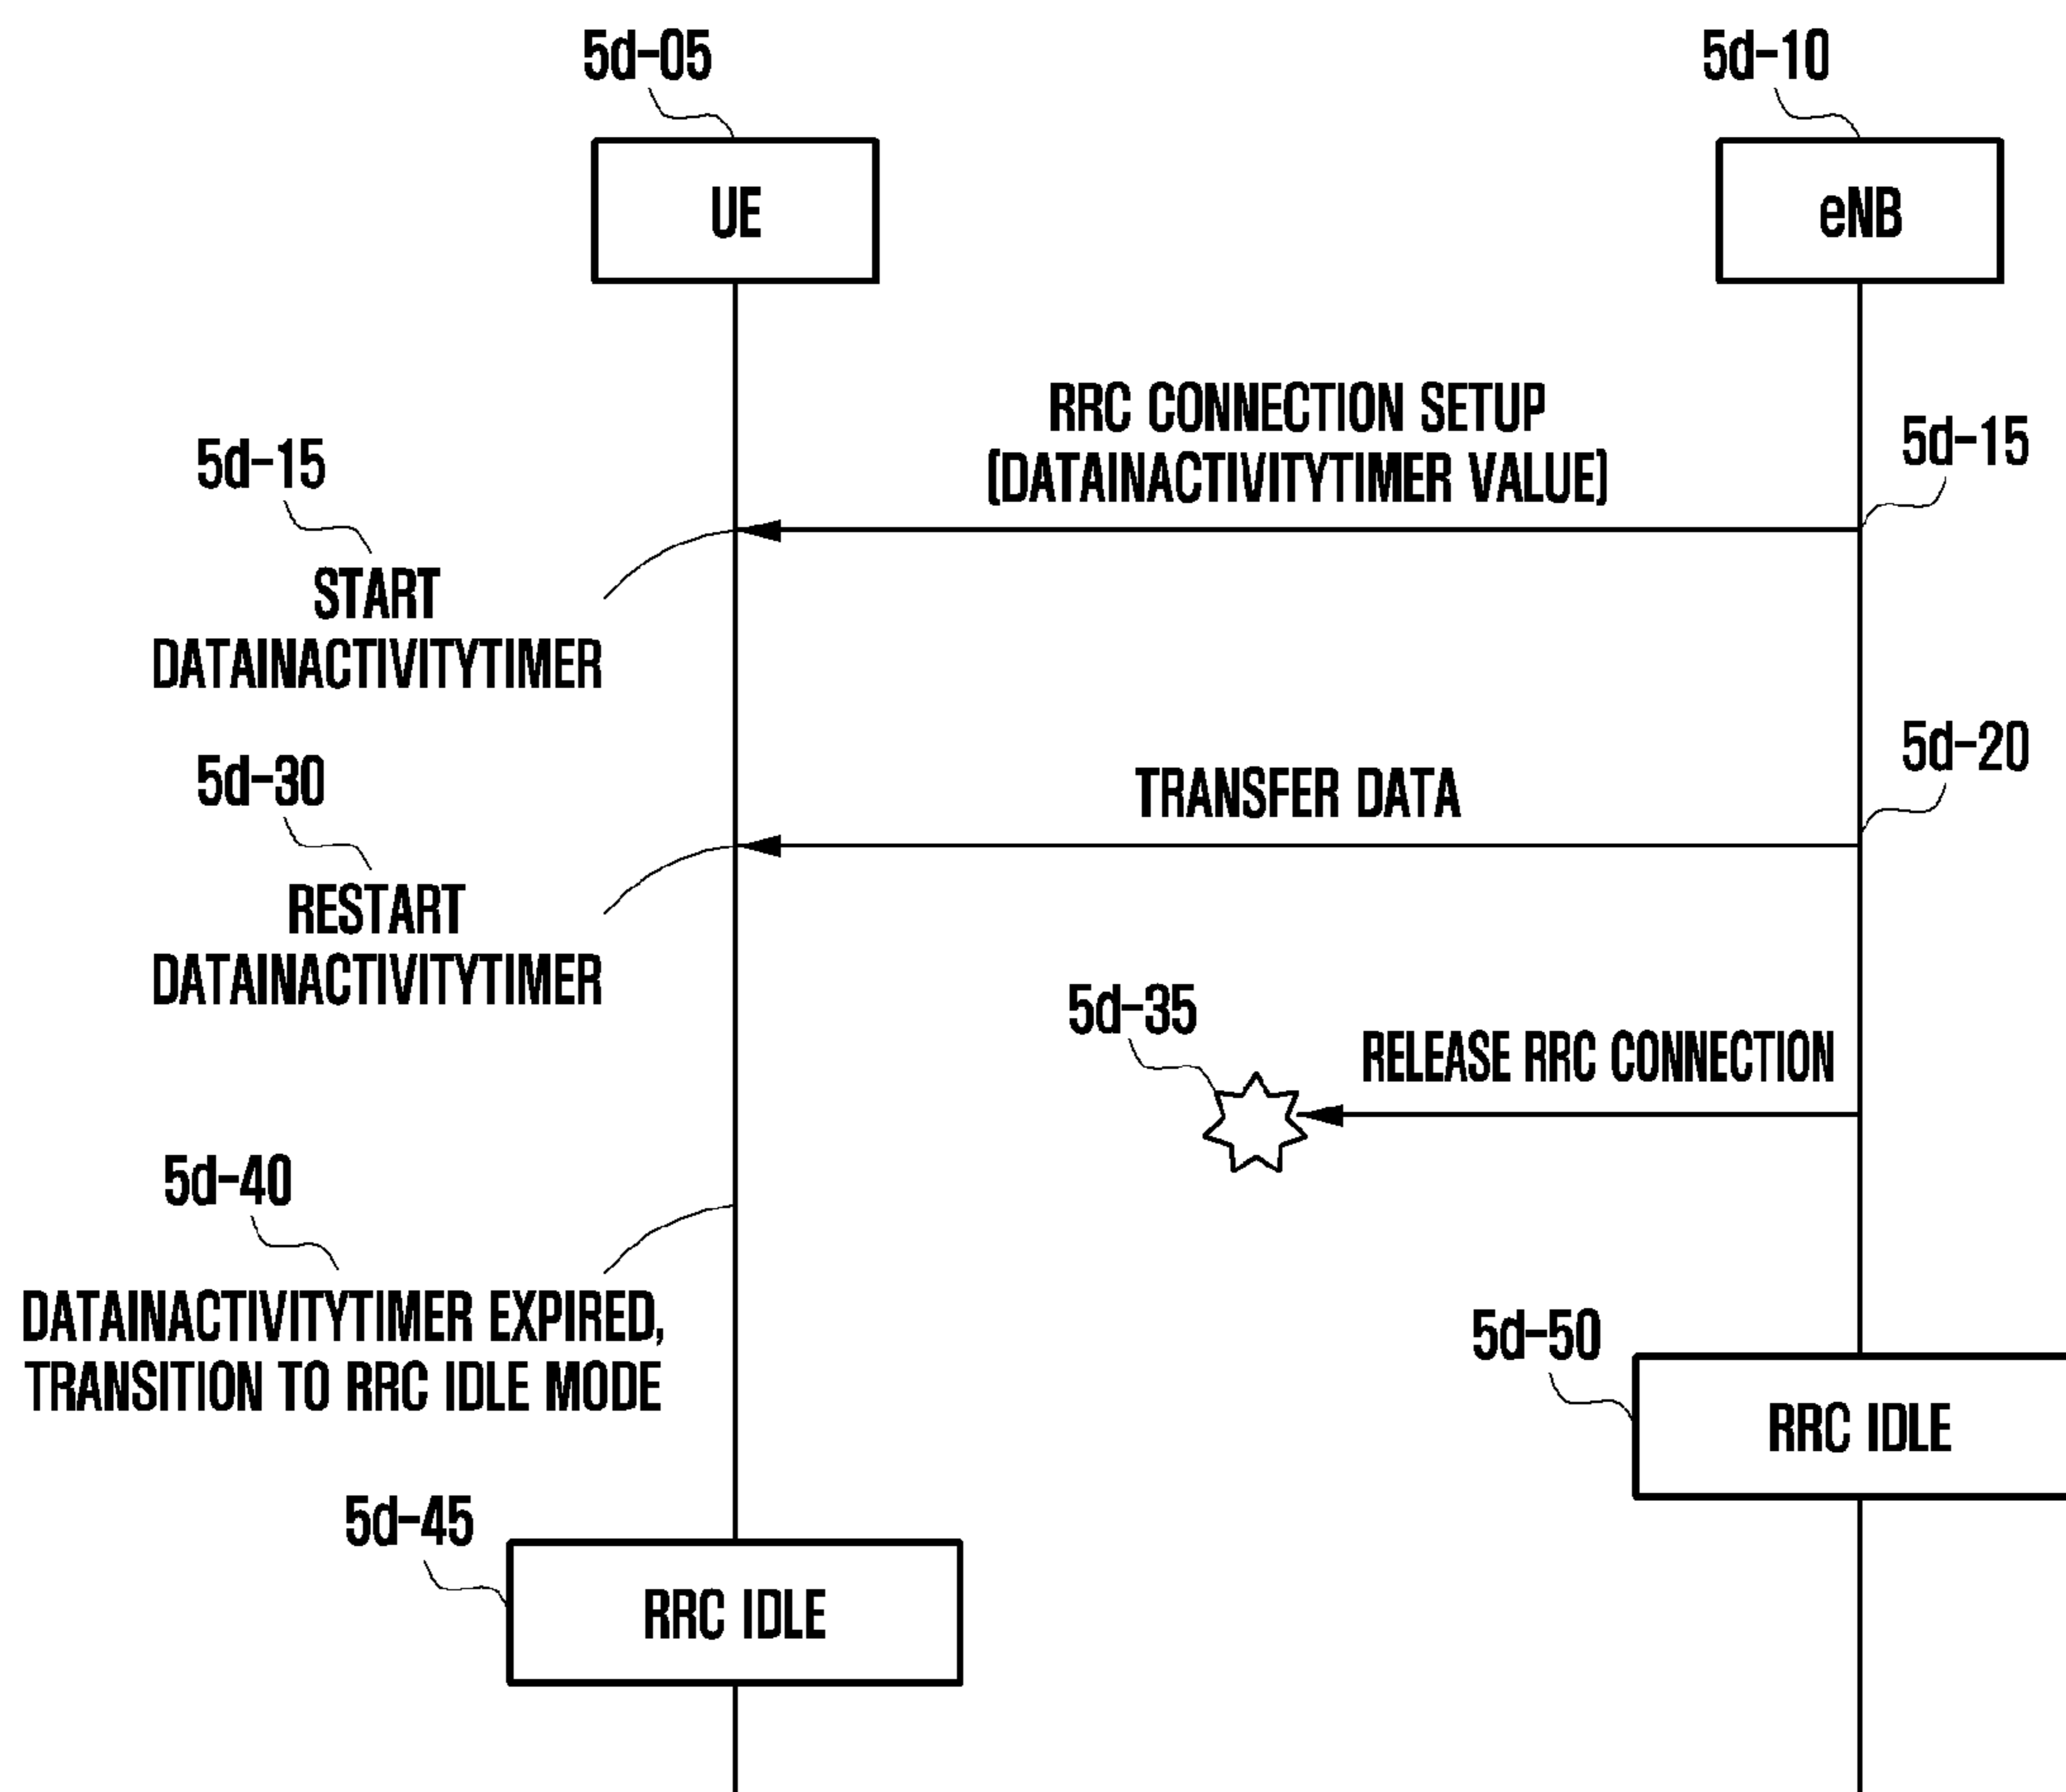 5d-05
5d-10
UE
eNB
RRC CONNECTION SETUP
(DATAINACTIVITYTIMER VALUE)
5d-15
5d-15
START
DATAINACTIVITYTIMER
5d-20
5d-30
TRANSFER DATA
RESTART
DATAINACTIVITYTIMER
5d-35
RELEASE RRC CONNECTION
5d-40
DATAINACTIVITYTIMER EXPIRED,
TRANSITION TO RRC IDLE MODE
5d-50
RRC IDLE
5d-45
RRC IDLE